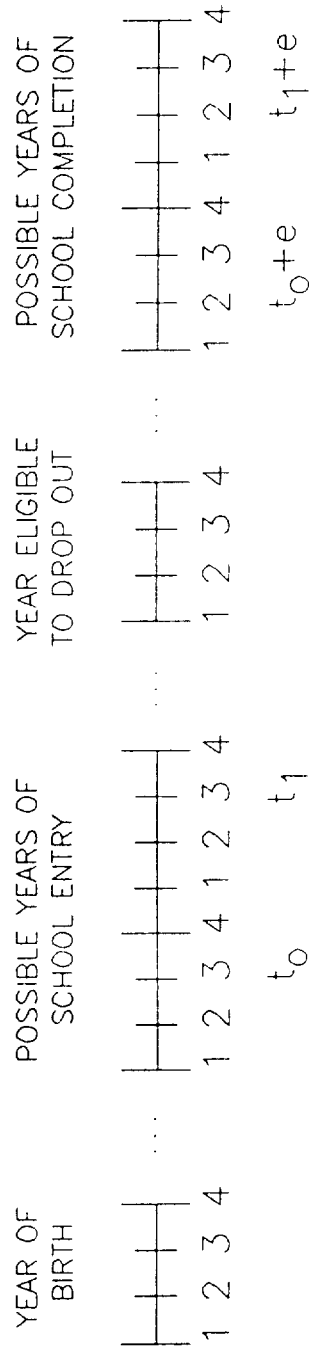 YEAR OF
BIRTH
1 2 3 4
...
POSSIBLE YEARS OF
SCHOOL ENTRY
1 2 3 4 1 2 3 4
t₀ t₁
...
YEAR ELIGIBLE
TO DROP OUT
1 2 3 4
...
POSSIBLE YEARS OF
SCHOOL COMPLETION
1 2 3 4 1 2 3 4
t₀+e t₁+e